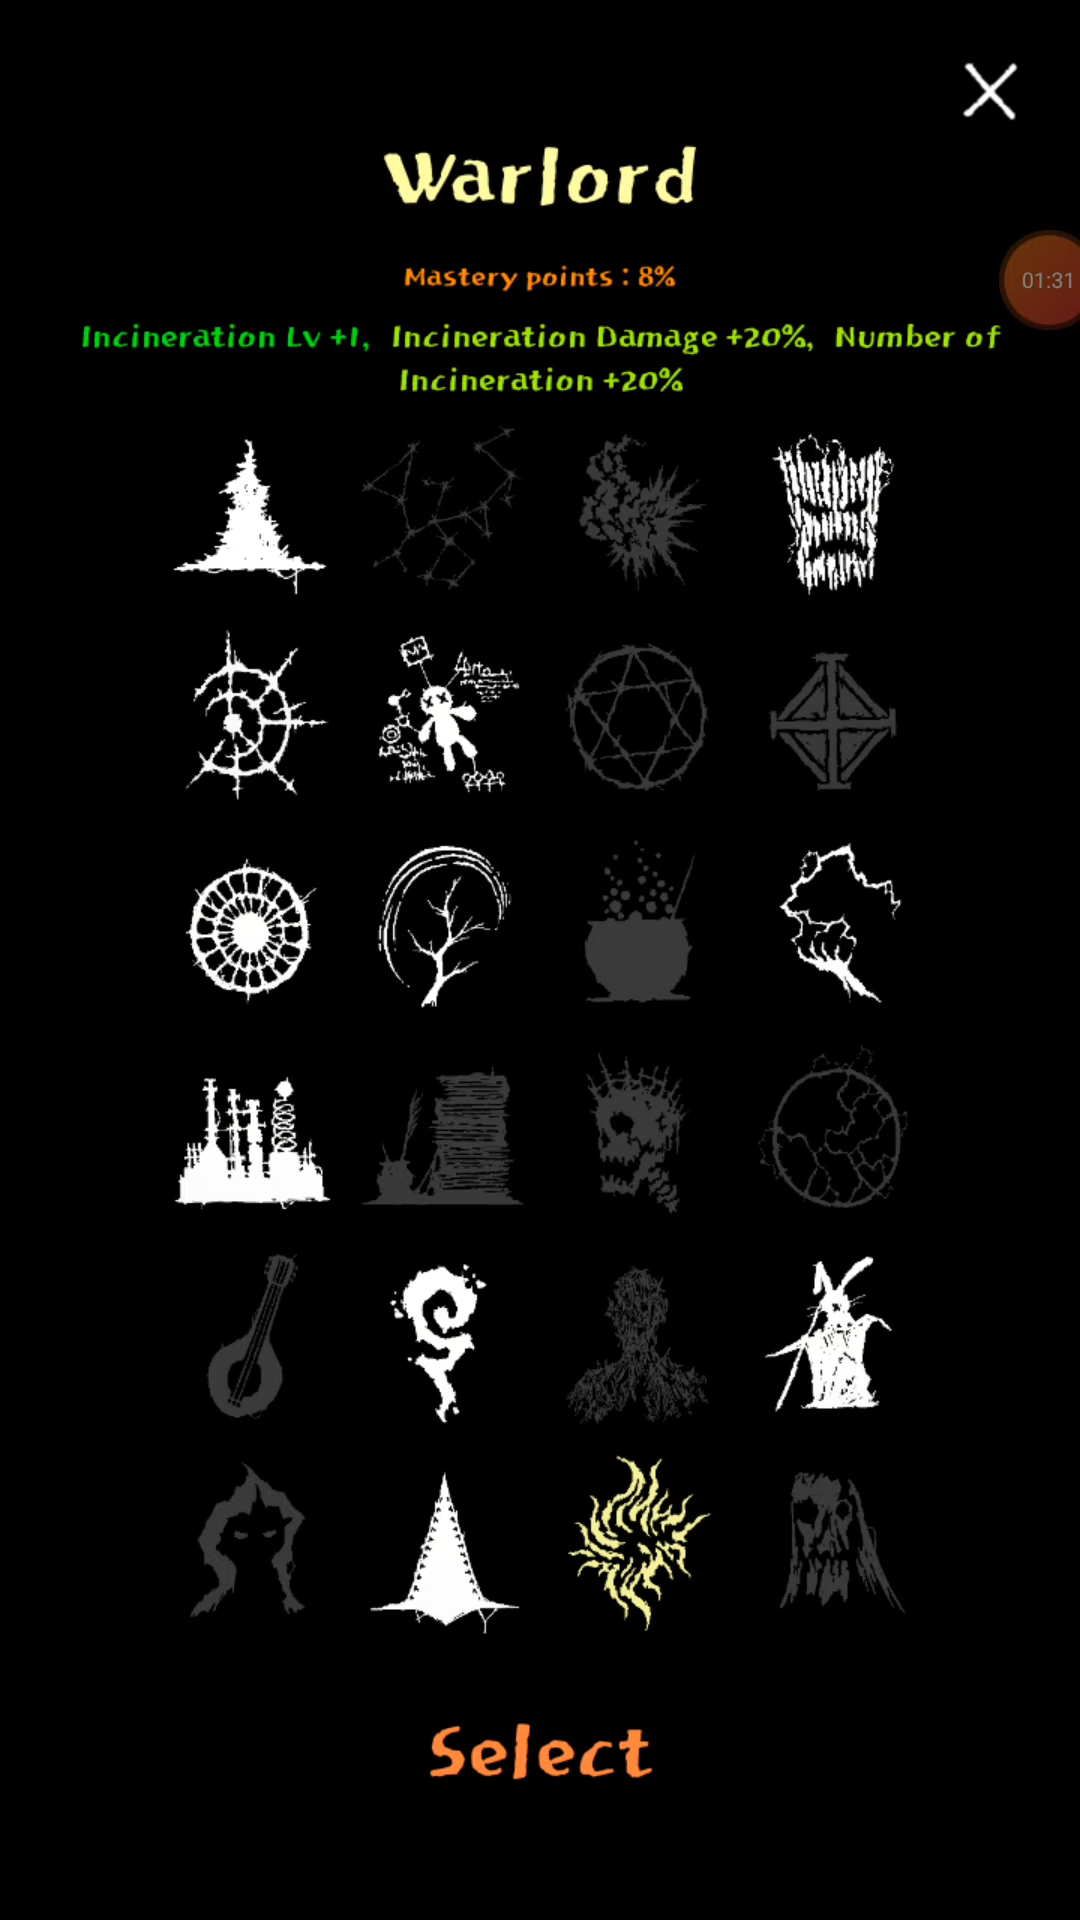 Warlord
Mastery points : 8%
01:31
Incineration Lv +1, Incineration Damage +20%, Number of
Incineration +20%
Select